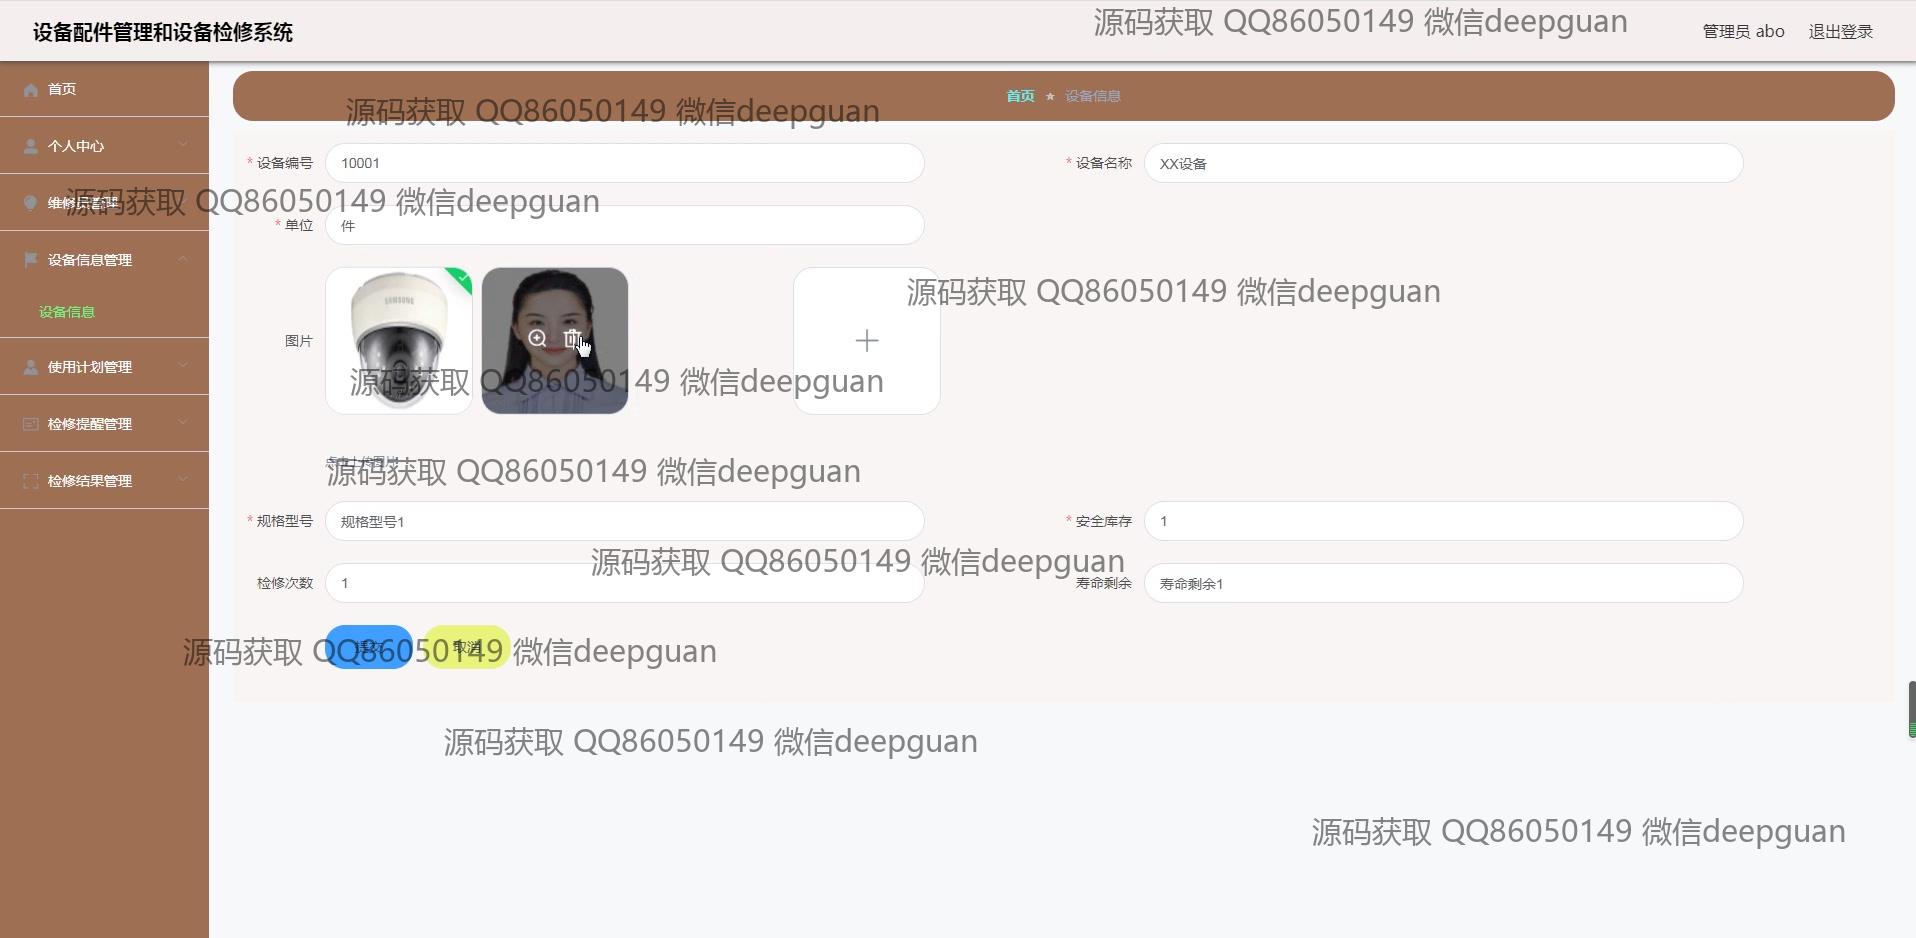 设备配件管理和设备检修系统
源码获取 QQ86050149 微信deepguan
管理员 abo
退出登录
首页
首页 ★ 设备信息
源码获取 QQ86050149 微信deepguan
个人中心
* 设备编号
10001
* 设备名称
XX设备
源码获取 QQ86050149 微信deepguan
* 单位
件
设备信息管理
设备信息
SAMSUNG
源码获取 QQ86050149 微信deepguan
图片
使用计划管理
源码获取 QQ86050149 微信deepguan
检修提醒管理
点击上传图片
源码获取 QQ86050149 微信deepguan
检修结果管理
* 规格型号
规格型号1
* 安全库存
1
源码获取 QQ86050149 微信deepguan
检修次数
1
寿命剩余
寿命剩余1
提交
取消
源码获取 QQ86050149 微信deepguan
源码获取 QQ86050149 微信deepguan
源码获取 QQ86050149 微信deepguan